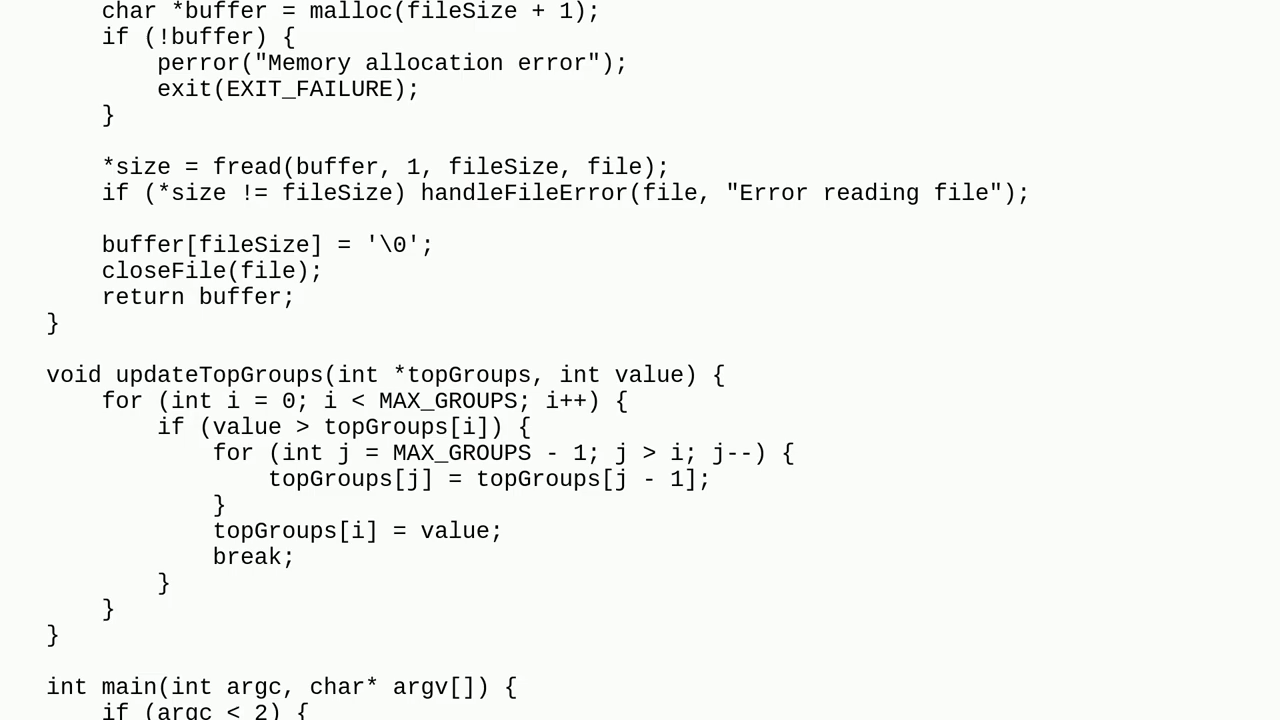 char *buffer = malloc(fileSize + 1);
if (!buffer) {
perror("Memory allocation error");
exit(EXIT_FAILURE);
}
*size = fread(buffer, 1, fileSize, file);
if (*size != fileSize) handleFileError(file, "Error reading file");
buffer[fileSize] = '\0';
closeFile(file);
return buffer;
}
void updateTopGroups(int *topGroups, int value) {
for (int i = 0; i < MAX_GROUPS; i++) {
if (value > topGroups[i]) {
for (int j = MAX_GROUPS - 1; j > i; j--) {
topGroups[j] = topGroups[j - 1];
}
topGroups[i] = value;
break;
}
}
}
int main(int argc, char* argv[]) {
if (argc < 2) {